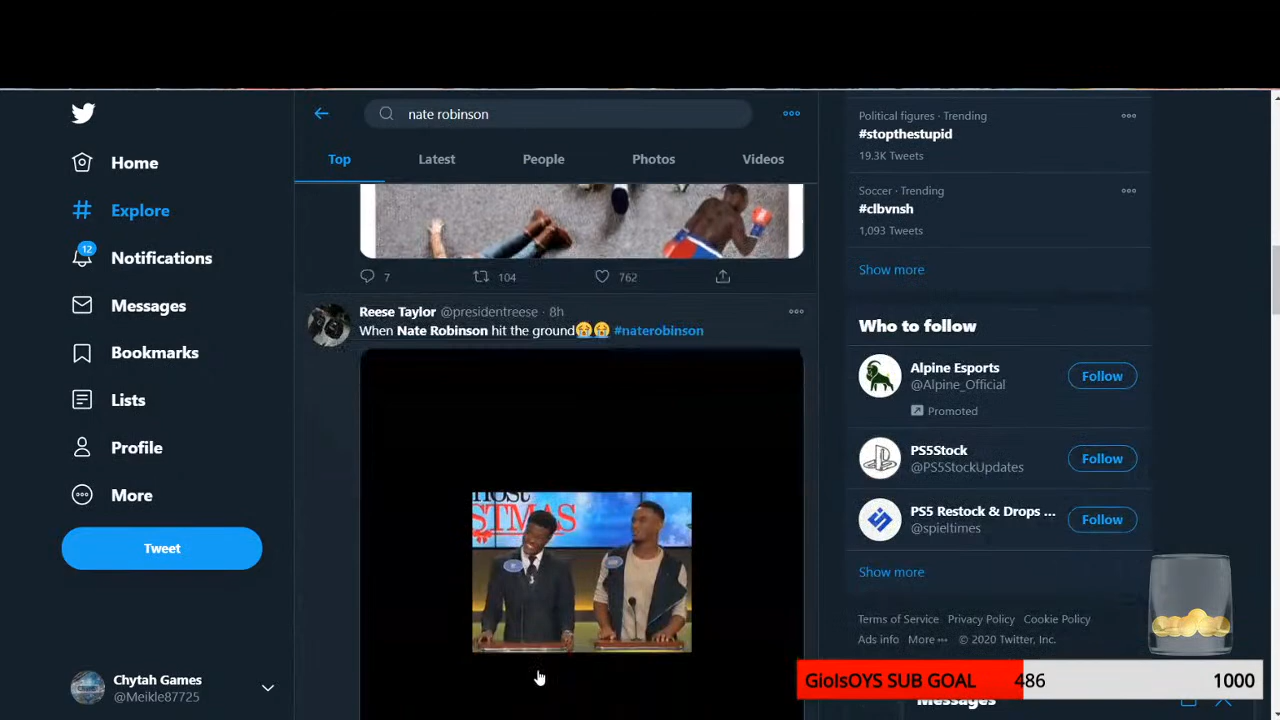 nate robinson
Top
Latest
People
Photos
Videos
Home
Explore
12
Notifications
Messages
Bookmarks
Lists
Profile
More
Tweet
Chytah Games
@Meikle87725
7
104
762
Reese Taylor @presidentreese · 8h
When Nate Robinson hit the ground😭😭 #naterobinson
STMAS
Political figures · Trending
#stopthestupid
19.3K Tweets
Soccer · Trending
#clbvnsh
1,093 Tweets
Show more
Who to follow
Alpine Esports
@Alpine_Official
Follow
Promoted
PS5Stock
@PS5StockUpdates
Follow
PS5 Restock & Drops ...
@spieltimes
Follow
Show more
Terms of Service Privacy Policy Cookie Policy
Ads info More ··· © 2020 Twitter, Inc.
GioIsOYS SUB GOAL 486 1000
Messages